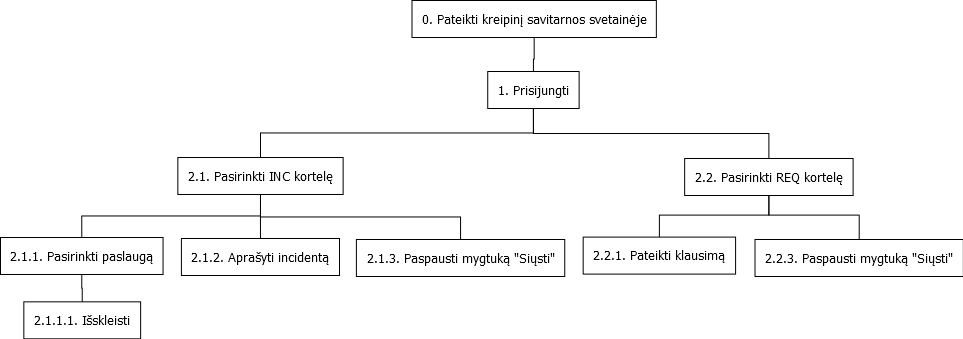 0. Pateikti kreipinį savitarnos svetainėje
1. Prisijungti
2.1. Pasirinkti INC kortelę
2.2. Pasirinkti REQ kortelę
2.1.1. Pasirinkti paslaugą
2.1.2. Aprašyti incidentą
2.1.3. Paspausti mygtuką "Siųsti"
2.2.1. Pateikti klausimą
2.2.3. Paspausti mygtuką "Siųsti"
2.1.1.1. Išskleisti